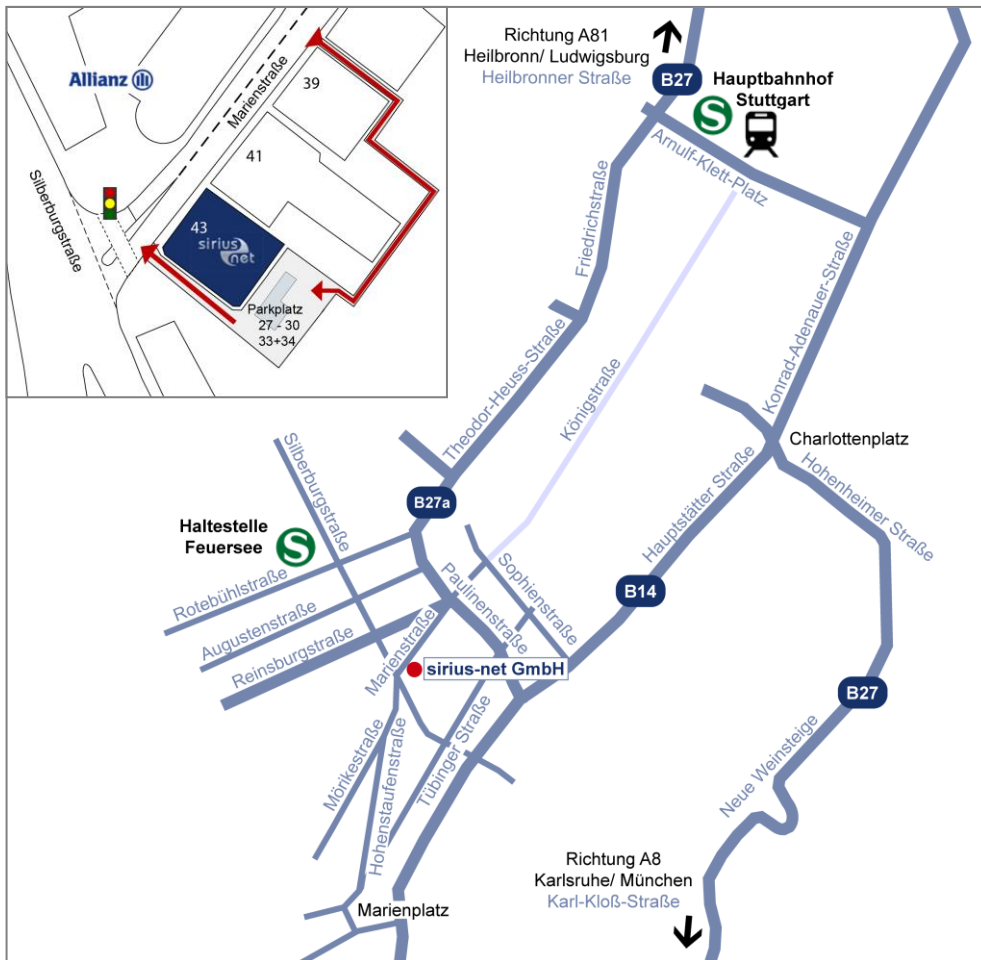 Allianz
Marienstraße
39
41
43
sirius
net
Silberburgstraße
Parkplatz
27 - 30
33+34
Richtung A81
Heilbronn/ Ludwigsburg
Heilbronner Straße
B27
Hauptbahnhof
Stuttgart
S
Arnulf-Klett-Platz
Friedrichstraße
Konrad-Adenauer-Straße
Theodor-Heuss-Straße
Königstraße
Charlottenplatz
Hohenheimer Straße
Hauptstätter Straße
B27a
Silberburgstraße
Haltestelle
Feuersee
S
Rotebühlstraße
Augustenstraße
Reinsburgstraße
Paulinenstraße
Sophienstraße
B14
Marienstraße
sirius-net GmbH
B27
Mörikestraße
Hohenstaufenstraße
Tübinger Straße
Neue Weinsteige
Marienplatz
Richtung A8
Karlsruhe/ München
Karl-Kloß-Straße